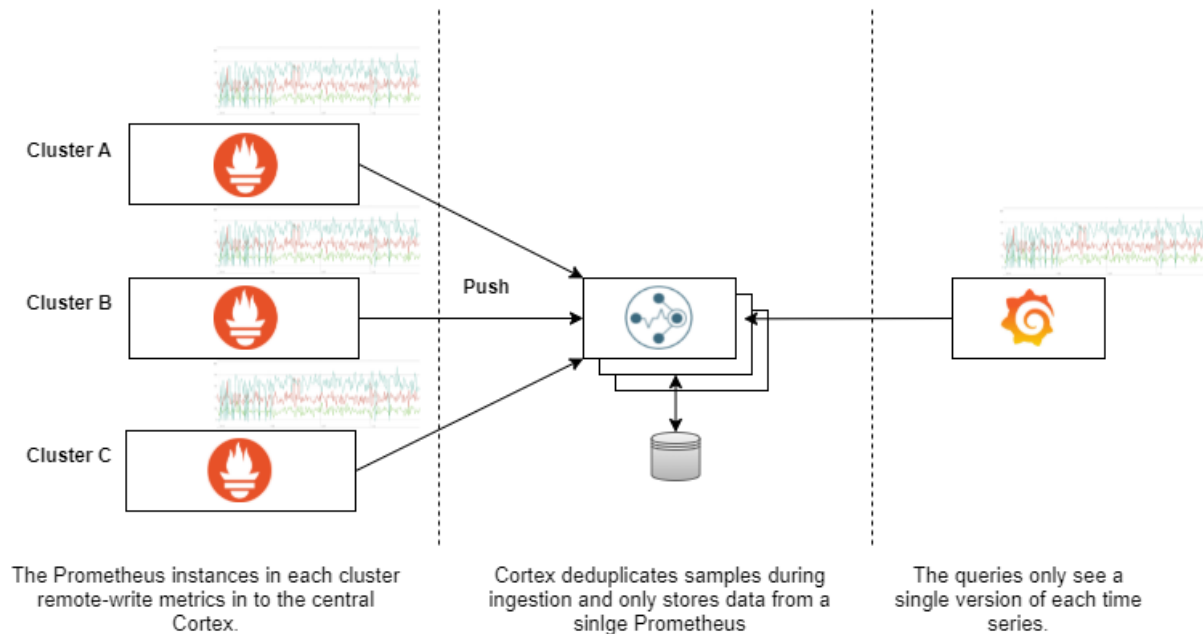 Cluster A
Cluster B
Push
Cluster C
The Prometheus instances in each cluster
remote-write metrics in to the central
Cortex.
Cortex deduplicates samples during
ingestion and only stores data from a
sinlge Prometheus
The queries only see a
single version of each time
series.